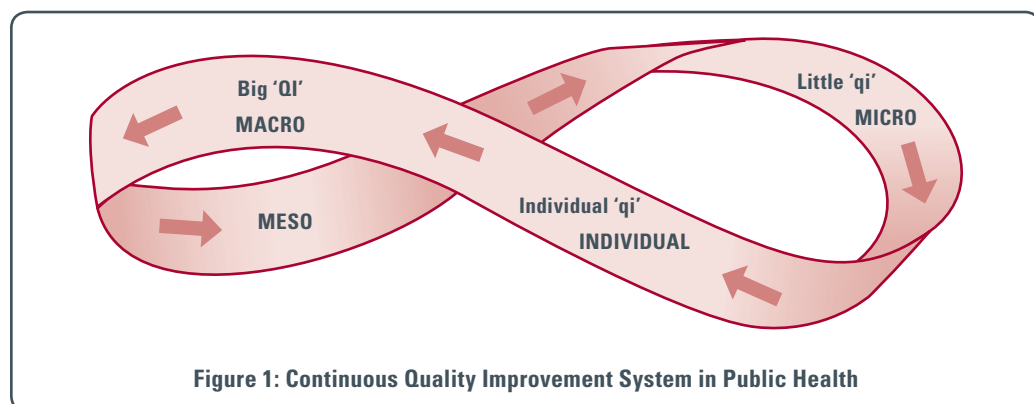 Big ‘QI’
MACRO
MESO
Individual ‘qi’
INDIVIDUAL
Little ‘qi’
MICRO
Figure 1: Continuous Quality Improvement System in Public Health